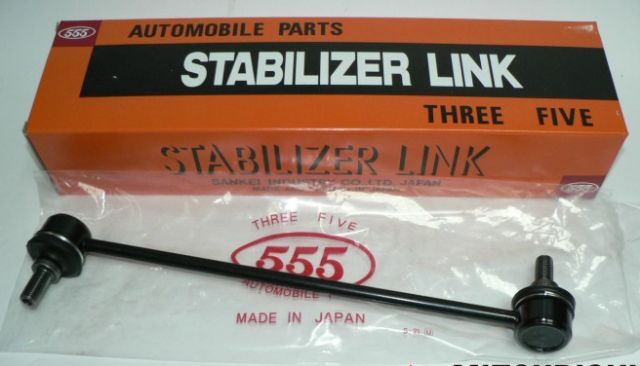 555
AUTOMOBILE PARTS
STABILIZER LINK
THREE FIVE
STABILIZER LINK
SANKEI INDUSTRY CO., LTD. JAPAN
555
THREE FIVE
555
AUTOMOBILE
MADE IN JAPAN